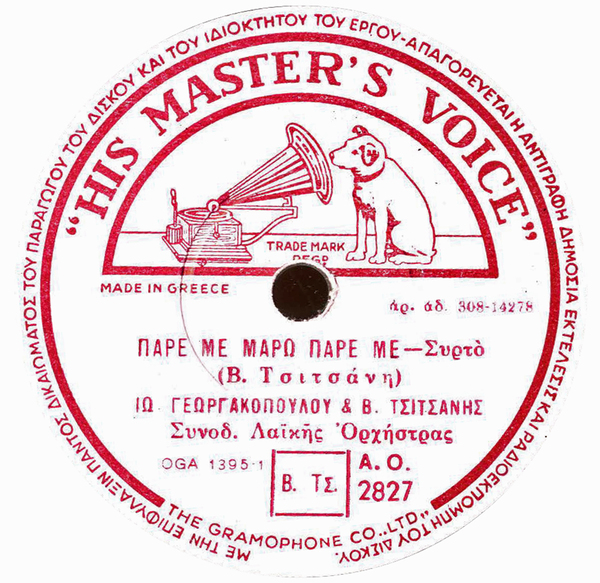 ΜΕ ΤΗΝ ΕΠΙΦΥΛΑΞΙΝ ΠΑΝΤΟΣ ΔΙΚΑΙΩΜΑΤΟΣ ΤΟΥ ΠΑΡΑΓΩΓΟΥ ΤΟΥ ΔΙΣΚΟΥ ΚΑΙ ΤΟΥ ΙΔΙΟΚΤΗΤΟΥ ΤΟΥ ΕΡΓΟΥ-ΑΠΑΓΟΡΕΥΕΤΑΙ Η ΑΝΤΙΓΡΑΦΗ ΔΗΜΟΣΙΑ ΕΚΤΕΛΕΣΙΣ ΚΑΙ ΡΑΔΙΟΕΚΠΟΜΠΗ ΤΟΥ ΔΙΣΚΟΥ.
"HIS MASTER'S VOICE"
TRADE MARK
REGP
MADE IN GREECE
ἀρ. ἀδ. 308-14278
ΠΑΡΕ ΜΕ ΜΑΡΩ ΠΑΡΕ ΜΕ—Συρτὸ
(Β. Τσιτσάνη)
ΙΩ. ΓΕΩΡΓΑΚΟΠΟΥΛΟΥ & Β. ΤΣΙΤΣΑΝΗΣ
Συνοδ. Λαϊκῆς Ὀρχήστρας
OGA 1395-1
Β. ΤΣ.
A.O.
2827
THE GRAMOPHONE CO., LTD.